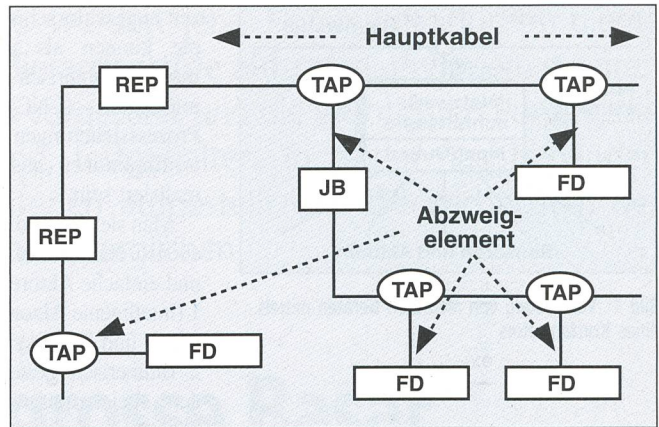 Hauptkabel
REP
TAP
TAP
JB
FD
REP
Abzweig-
element
TAP
TAP
TAP
FD
FD
FD